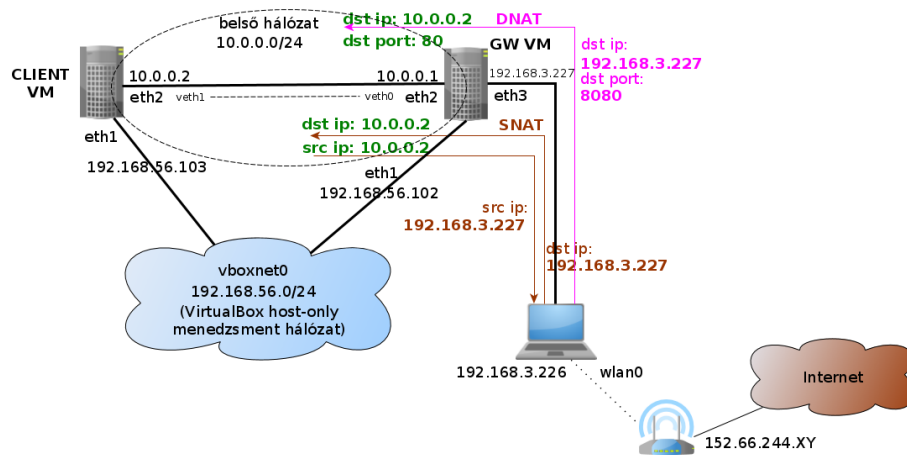 belső hálózat
10.0.0.0/24
dst ip: 10.0.0.2
DNAT
dst port: 80
GW VM
dst ip:
192.168.3.227
dst port:
8080
CLIENT
VM
10.0.0.2
10.0.0.1
192.168.3.227
eth2
veth1
veth0
eth2
eth3
dst ip: 10.0.0.2
SNAT
eth1
src ip: 10.0.0.2
192.168.56.103
eth1
192.168.56.102
src ip:
192.168.3.227
dst ip:
192.168.3.227
vboxnet0
192.168.56.0/24
(VirtualBox host-only
menedzsment hálózat)
192.168.3.226
wlan0
Internet
152.66.244.XY